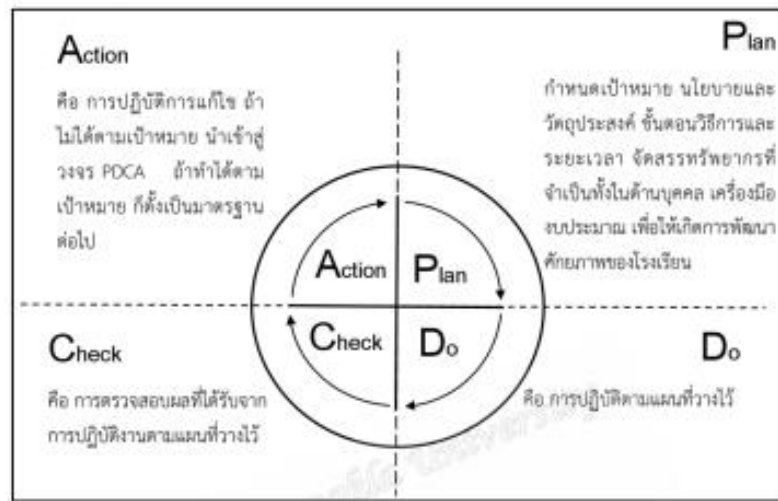 Action
คือ การปฏิบัติการแก้ไข ถ้า
ไม่ได้ตามเป้าหมาย นำเข้าสู่
วงจร PDCA ถ้าทำได้ตาม
เป้าหมาย ก็ตั้งเป็นมาตรฐาน
ต่อไป
Plan
กำหนดเป้าหมาย นโยบายและ
วัตถุประสงค์ ขั้นตอนวิธีการและ
ระยะเวลา จัดสรรทรัพยากรที่
จำเป็นทั้งในด้านบุคคล เครื่องมือ
งบประมาณ เพื่อให้เกิดการพัฒนา
ศักยภาพของโรงเรียน
Action
Plan
Check
Do
Check
คือ การตรวจสอบผลที่ได้รับจาก
การปฏิบัติงานตามแผนที่วางไว้
Do
คือ การปฏิบัติตามแผนที่วางไว้
University